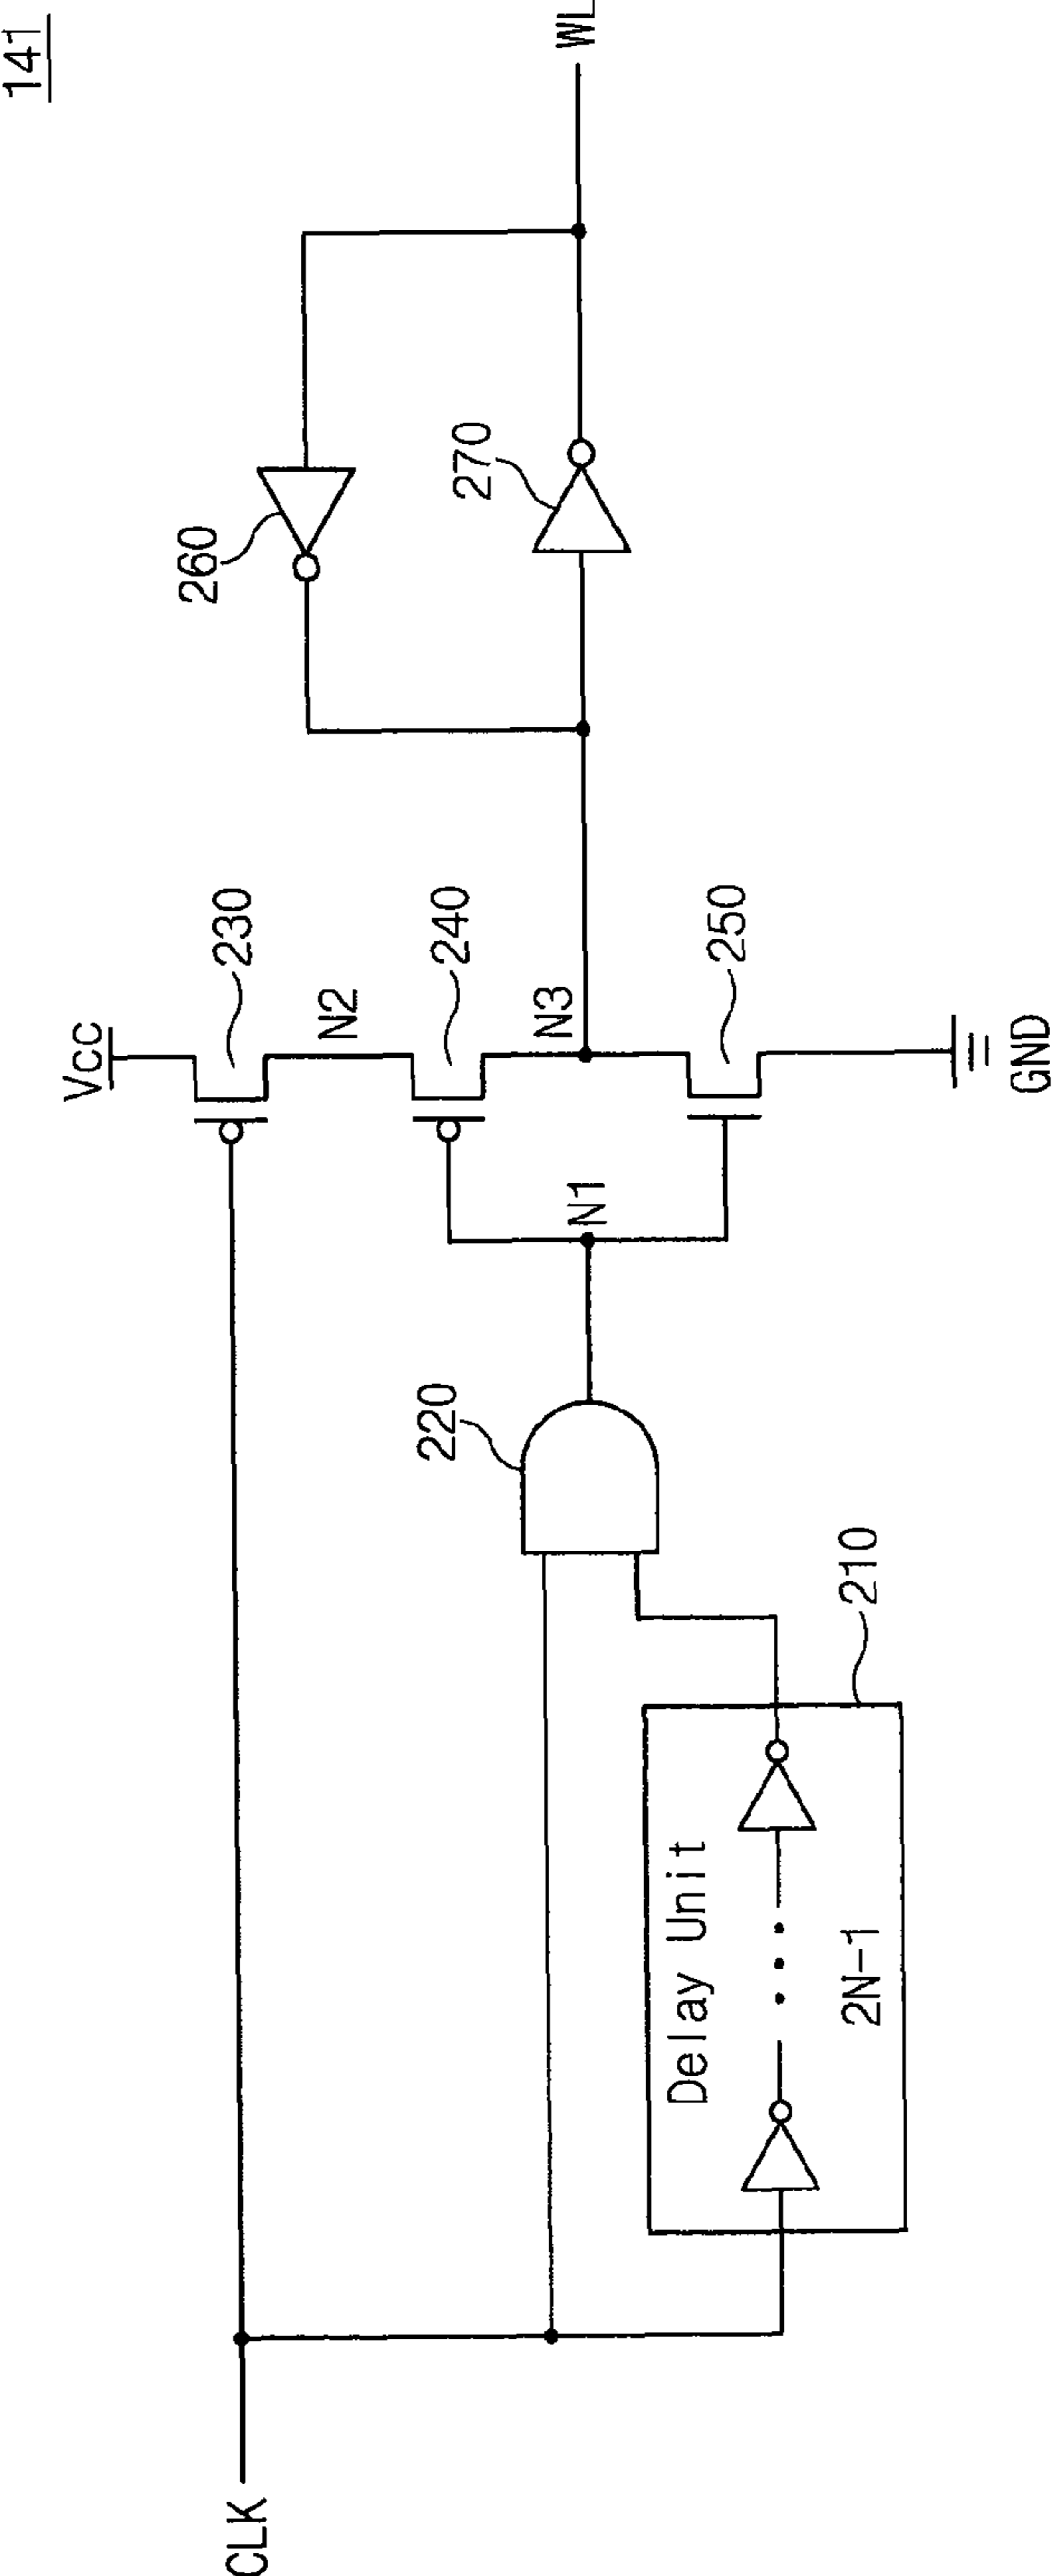 141
CLK
Vcc
230
N2
240
N3
250
GND
N1
220
210
Delay Unit
2N-1
260
270
WL